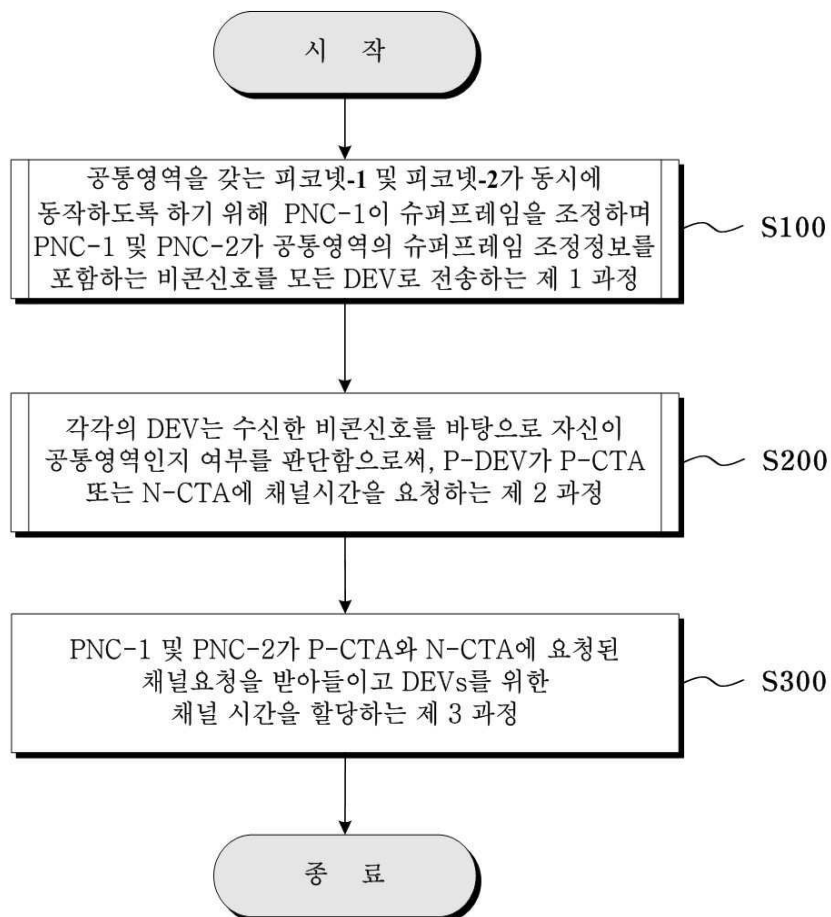 시 작
공통영역을 갖는 피코넷-1 및 피코넷-2가 동시에
동작하도록 하기 위해 PNC-1이 슈퍼프레임을 조정하며
PNC-1 및 PNC-2가 공통영역의 슈퍼프레임 조정정보를
포함하는 비콘신호를 모든 DEV로 전송하는 제 1 과정
S100
각각의 DEV는 수신한 비콘신호를 바탕으로 자신이
공통영역인지 여부를 판단함으로써, P-DEV가 P-CTA
또는 N-CTA에 채널시간을 요청하는 제 2 과정
S200
PNC-1 및 PNC-2가 P-CTA와 N-CTA에 요청된
채널요청을 받아들이고 DEVs를 위한
채널 시간을 할당하는 제 3 과정
S300
종 료